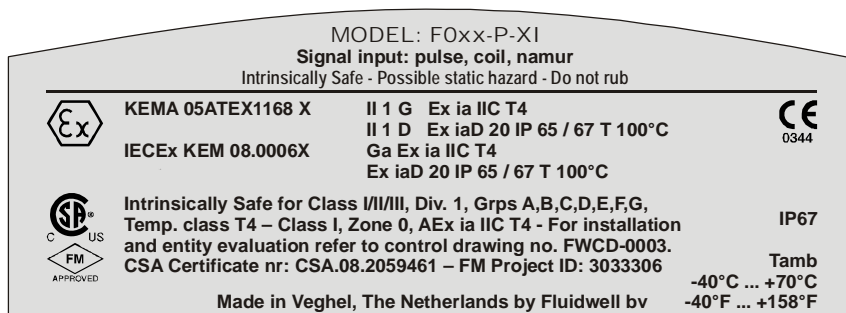 MODEL: F0xx-P-XI
Signal input: pulse, coil, namur
Intrinsically Safe - Possible static hazard - Do not rub
Ex
KEMA 05ATEX1168 X II 1 G Ex ia IIC T4
II 1 D Ex iaD 20 IP 65 / 67 T 100°C
IECEx KEM 08.0006X Ga Ex ia IIC T4
Ex iaD 20 IP 65 / 67 T 100°C
CE
0344
SA®
C US
FM
APPROVED
Intrinsically Safe for Class I/II/III, Div. 1, Grps A,B,C,D,E,F,G,
Temp. class T4 – Class I, Zone 0, AEx ia IIC T4 - For installation
and entity evaluation refer to control drawing no. FWCD-0003.
CSA Certificate nr: CSA.08.2059461 – FM Project ID: 3033306
IP67
Tamb
-40°C ... +70°C
-40°F ... +158°F
Made in Veghel, The Netherlands by Fluidwell bv